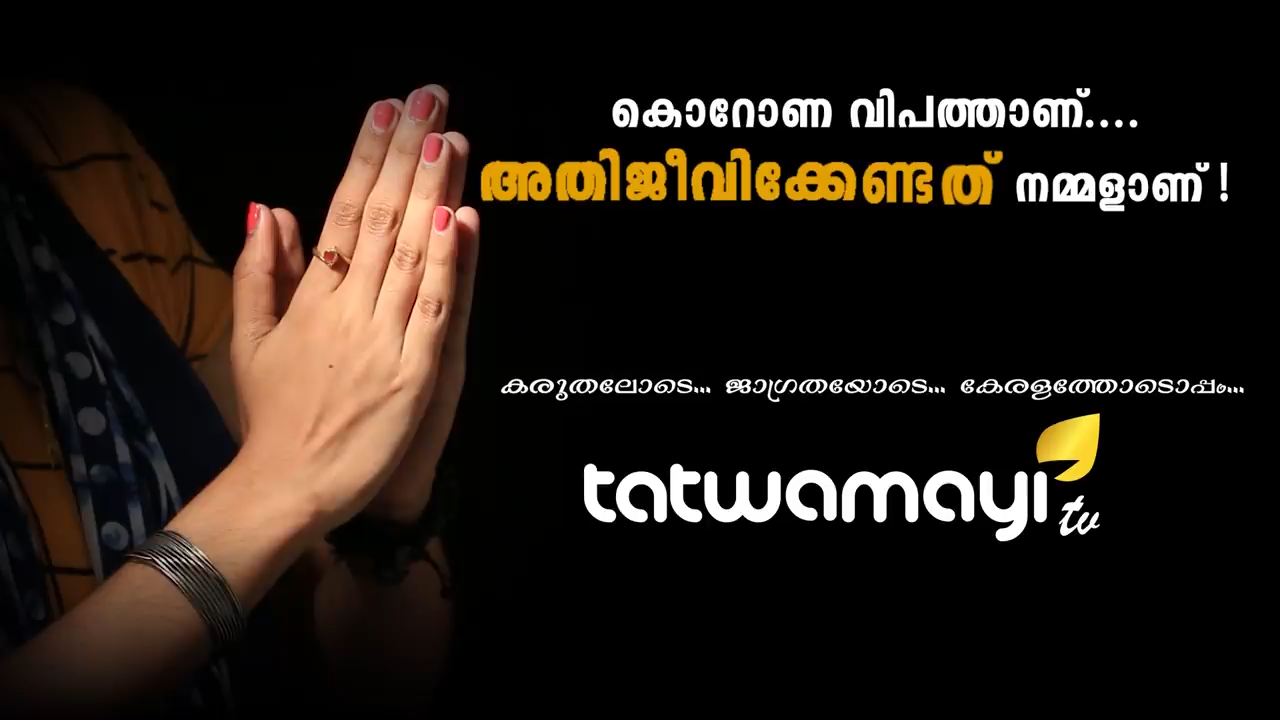 കൊറോണ വിപത്താണ്....
അതിജീവിക്കേണ്ടത് നമ്മളാണ് !
കരുതലോടെ... ജാഗ്രതയോടെ... കേരളത്തോടൊപ്പം...
tatwamayi
tv